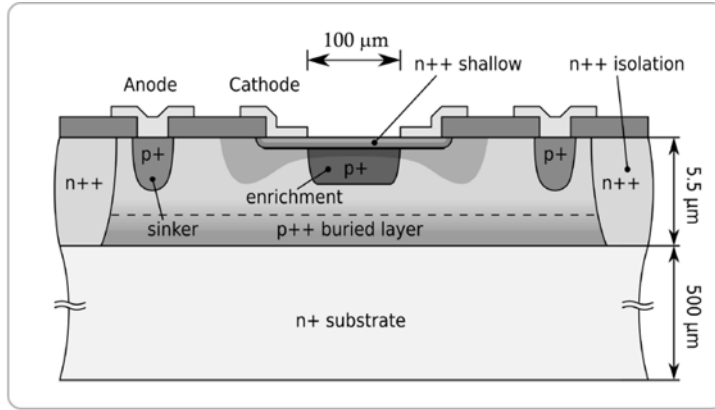 100 μm
n++ shallow
n++ isolation
Anode
Cathode
p+
p+
p+
n++
n++
enrichment
sinker
p++ buried layer
5.5 μm
n+ substrate
500 μm